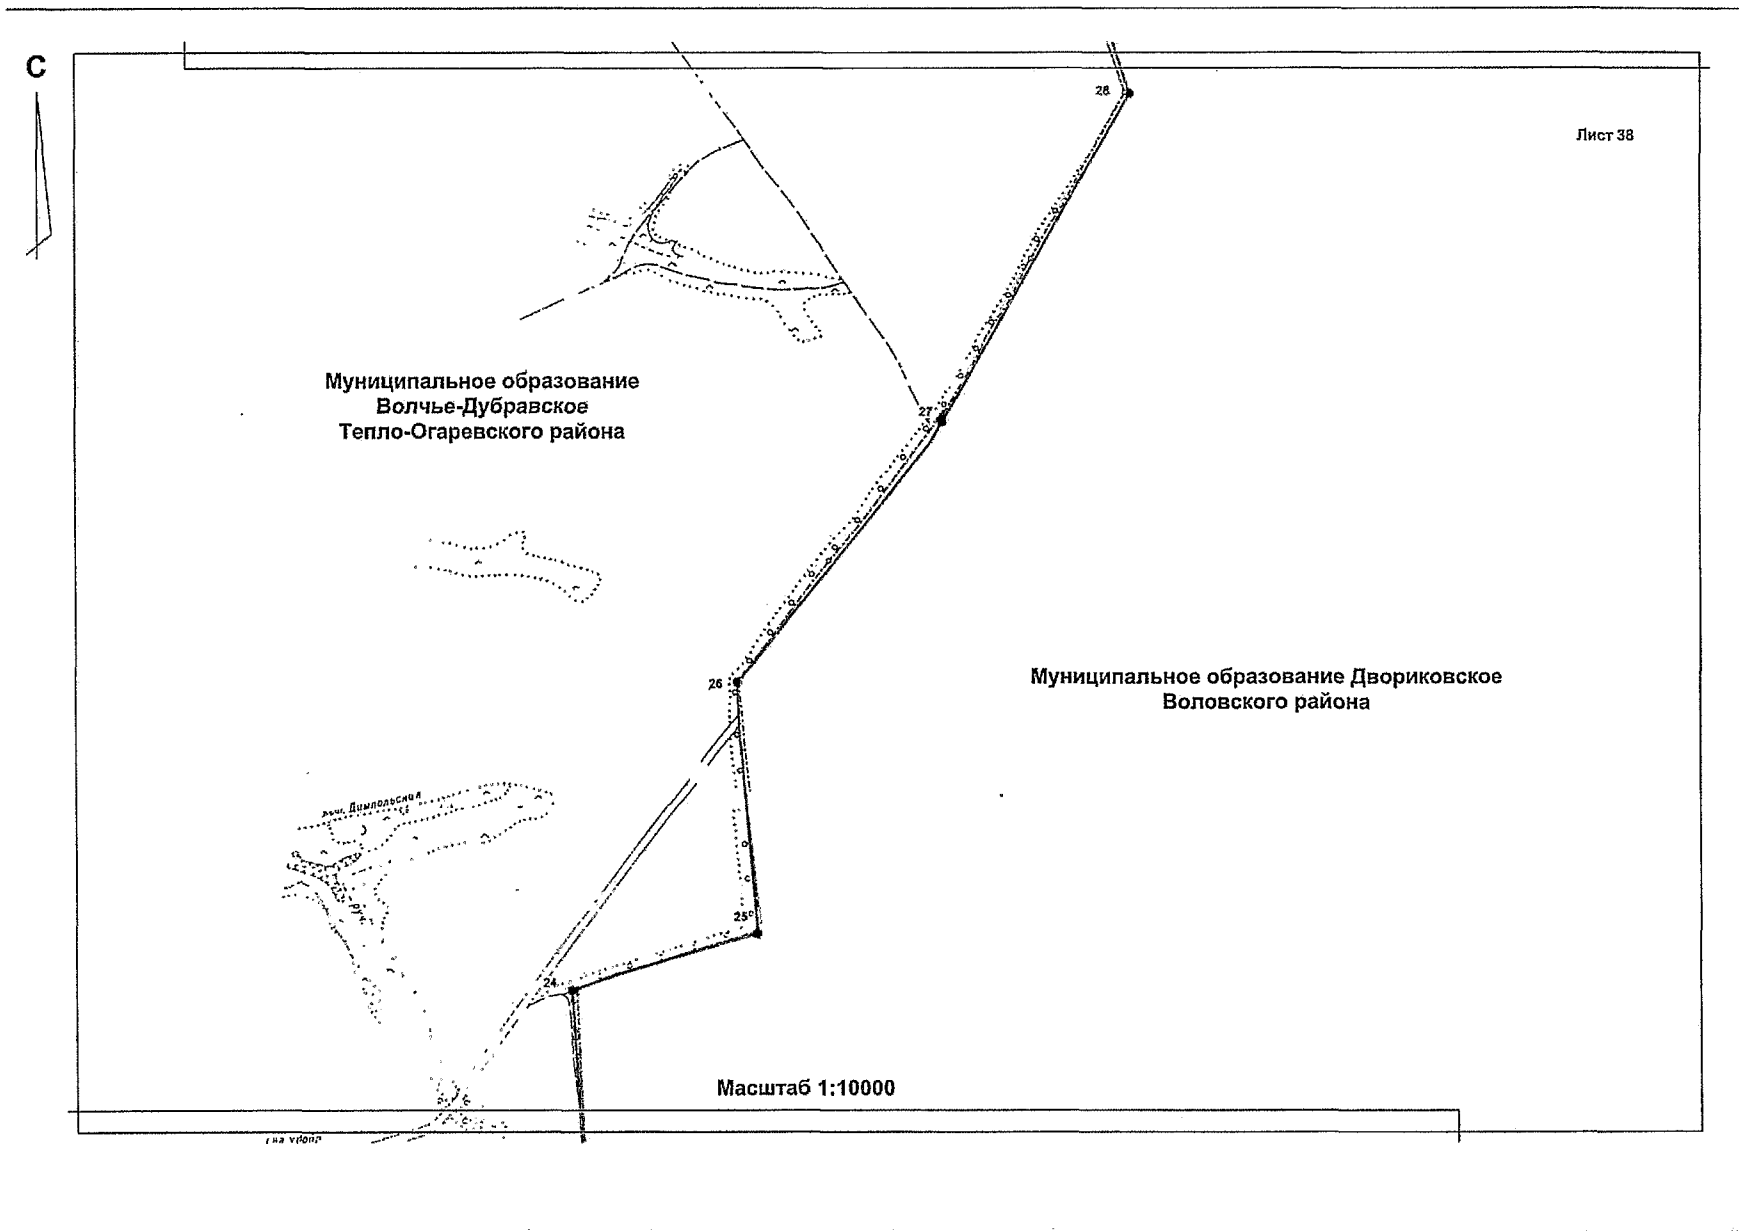 С
28
Лист 38
Муниципальное образование
Волчье-Дубравское
Тепло-Огаревского района
27
26
Муниципальное образование Двориковское
Воловского района
руч.
25
24
Масштаб 1:10000